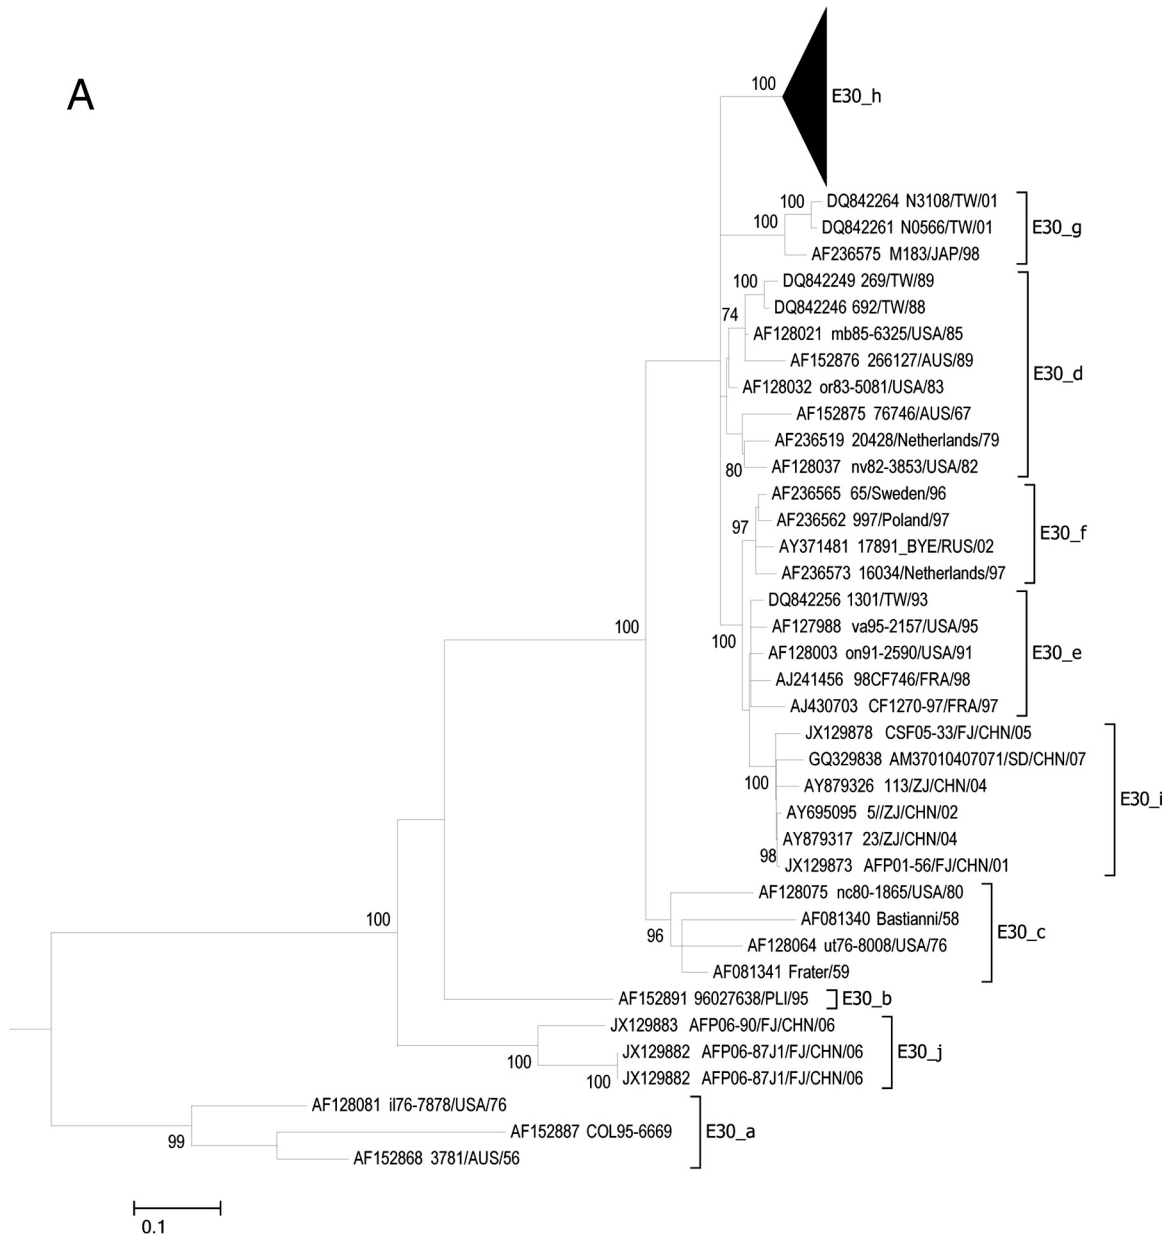 A
100
E30_h
100
DQ842264 N3108/TW/01
100
DQ842261 N0566/TW/01
E30_g
AF236575 M183/JAP/98
100
DQ842249 269/TW/89
DQ842246 692/TW/88
74
AF128021 mb85-6325/USA/85
AF152876 266127/AUS/89
E30_d
AF128032 or83-5081/USA/83
AF152875 76746/AUS/67
AF236519 20428/Netherlands/79
AF128037 nv82-3853/USA/82
80
AF236565 65/Sweden/96
AF236562 997/Poland/97
97
E30_f
AY371481 17891_BYE/RUS/02
AF236573 16034/Netherlands/97
DQ842256 1301/TW/93
100
AF127988 va95-2157/USA/95
100
AF128003 on91-2590/USA/91
E30_e
AJ241456 98CF746/FRA/98
AJ430703 CF1270-97/FRA/97
JX129878 CSF05-33/FJ/CHN/05
GQ329838 AM37010407071/SD/CHN/07
100
AY879326 113/ZJ/CHN/04
E30_i
AY695095 5//ZJ/CHN/02
AY879317 23/ZJ/CHN/04
98
JX129873 AFP01-56/FJ/CHN/01
AF128075 nc80-1865/USA/80
100
AF081340 Bastianni/58
96
E30_c
AF128064 ut76-8008/USA/76
AF081341 Frater/59
AF152891 96027638/PLI/95
E30_b
JX129883 AFP06-90/FJ/CHN/06
100
JX129882 AFP06-87J1/FJ/CHN/06
E30_j
100
JX129882 AFP06-87J1/FJ/CHN/06
AF128081 il76-7878/USA/76
99
AF152887 COL95-6669
E30_a
AF152868 3781/AUS/56
0.1